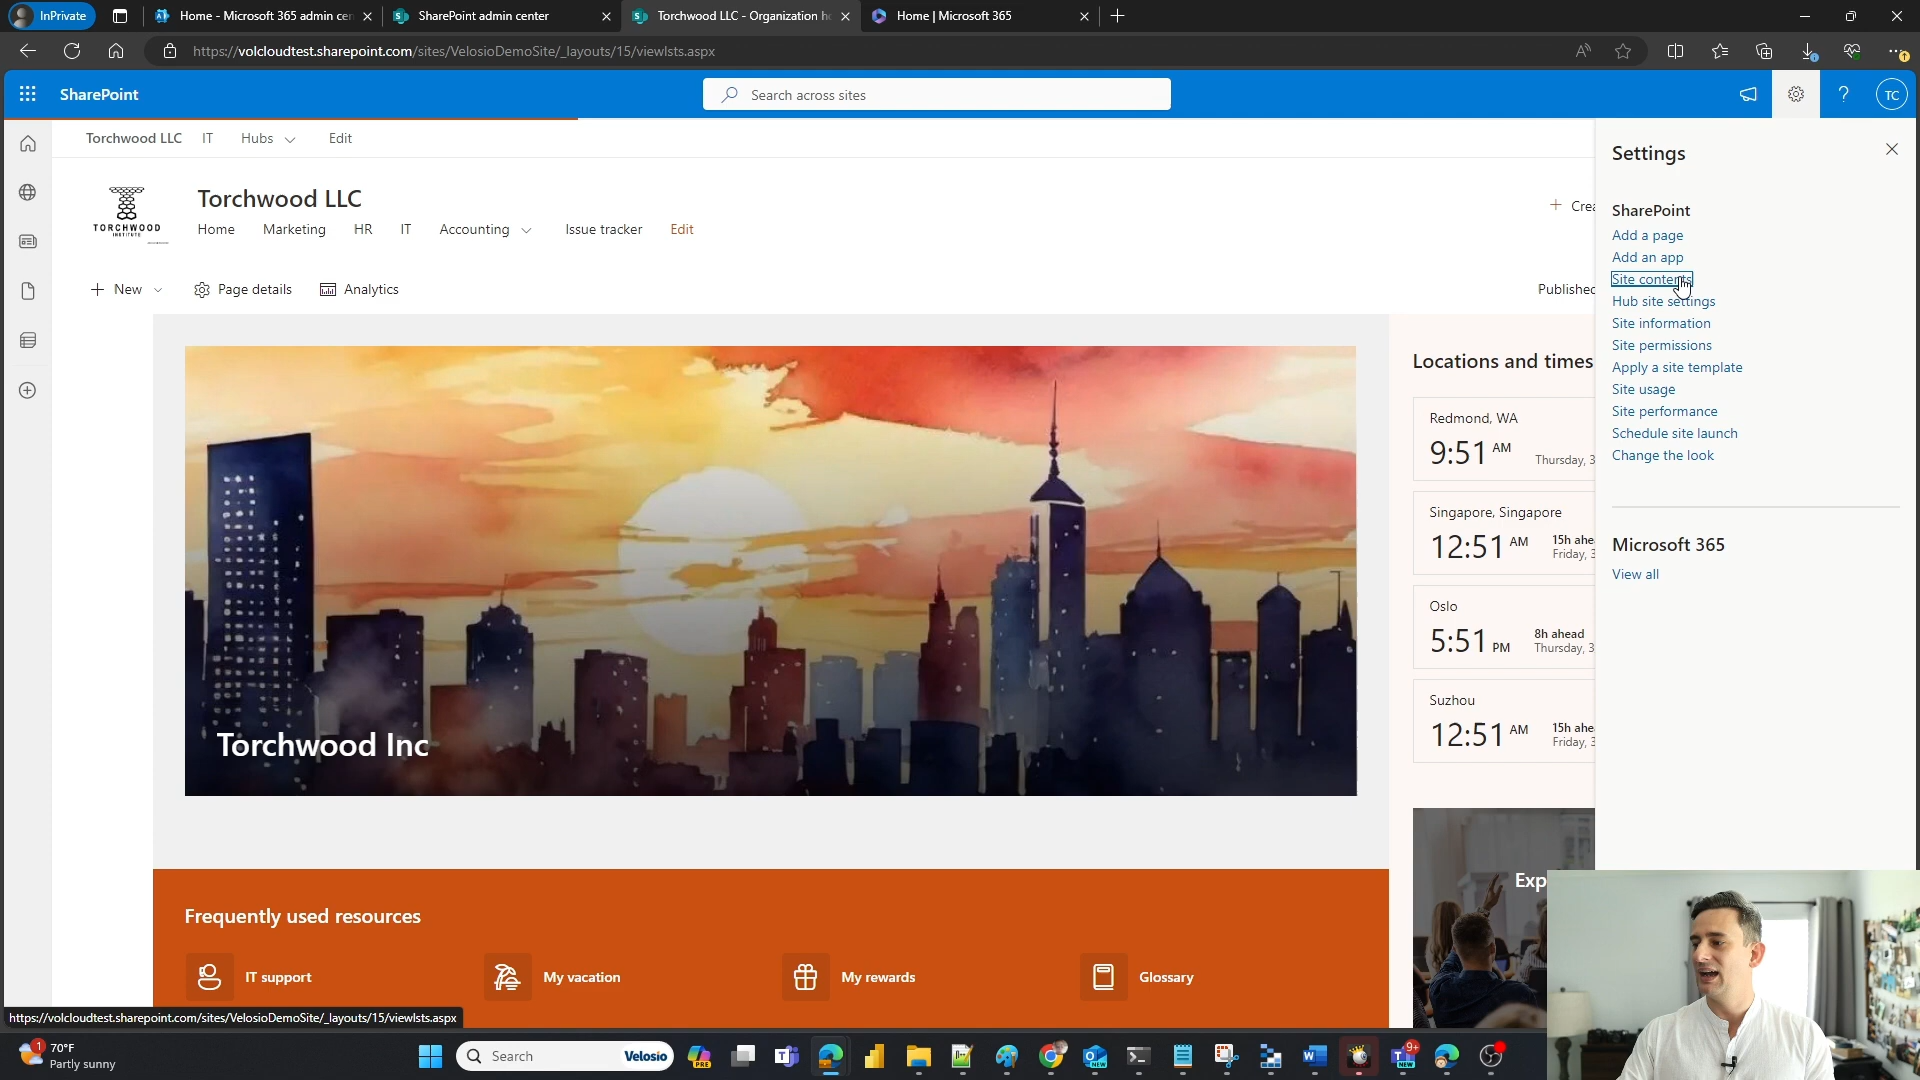 InPrivate
Home - Microsoft 365 admin cen
SharePoint admin center
Torchwood LLC - Organization h
Home | Microsoft 365
https://volcloudtest.sharepoint.com/sites/VelosioDemoSite/_layouts/15/viewlsts.aspx
SharePoint
Search across sites
?
TC
Torchwood LLC
IT
Hubs
Edit
TORCHWOOD
INSTITUTE
Torchwood LLC
Home
Marketing
HR
IT
Accounting
Issue tracker
Edit
+ Crea
+ New
Page details
Analytics
Published
Settings
SharePoint
Add a page
Add an app
Site contents
Hub site settings
Site information
Site permissions
Apply a site template
Site usage
Site performance
Schedule site launch
Change the look
Microsoft 365
View all
Torchwood Inc
Locations and times
Redmond, WA
9:51 AM
Thursday, 3
Singapore, Singapore
12:51 AM
15h ahe
Friday, 3
Oslo
5:51 PM
8h ahead
Thursday, 3
Suzhou
12:51 AM
15h ahe
Friday, 3
Exp
Frequently used resources
IT support
My vacation
My rewards
Glossary
https://volcloudtest.sharepoint.com/sites/VelosioDemoSite/_layouts/15/viewlsts.aspx
1
70°F
Partly sunny
Search
Velosio
PRE
NEW
9+
NEW